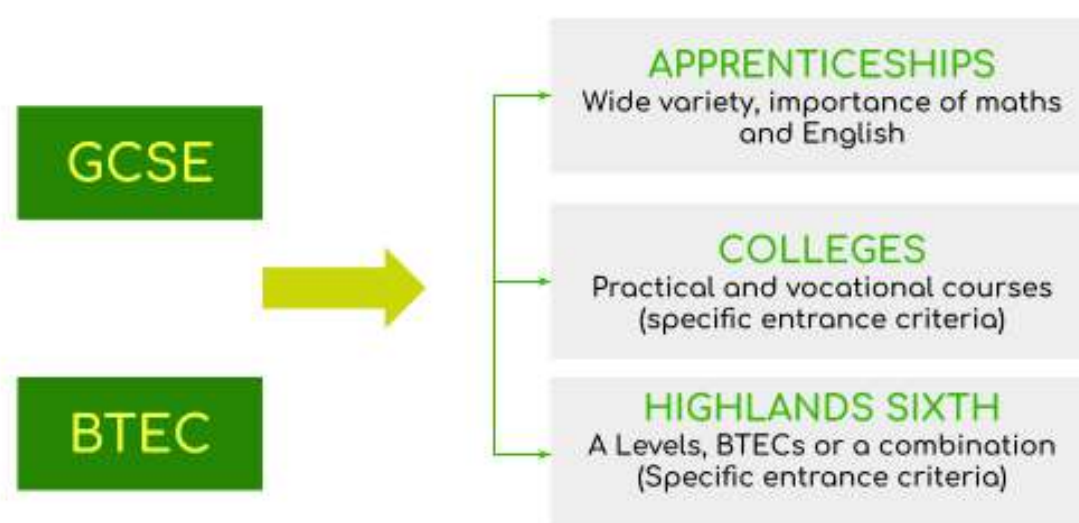 GCSE
BTEC
APPRENTICESHIPS
Wide variety, importance of maths
and English
COLLEGES
Practical and vocational courses
(specific entrance criteria)
HIGHLANDS SIXTH
A Levels, BTECs or a combination
(Specific entrance criteria)